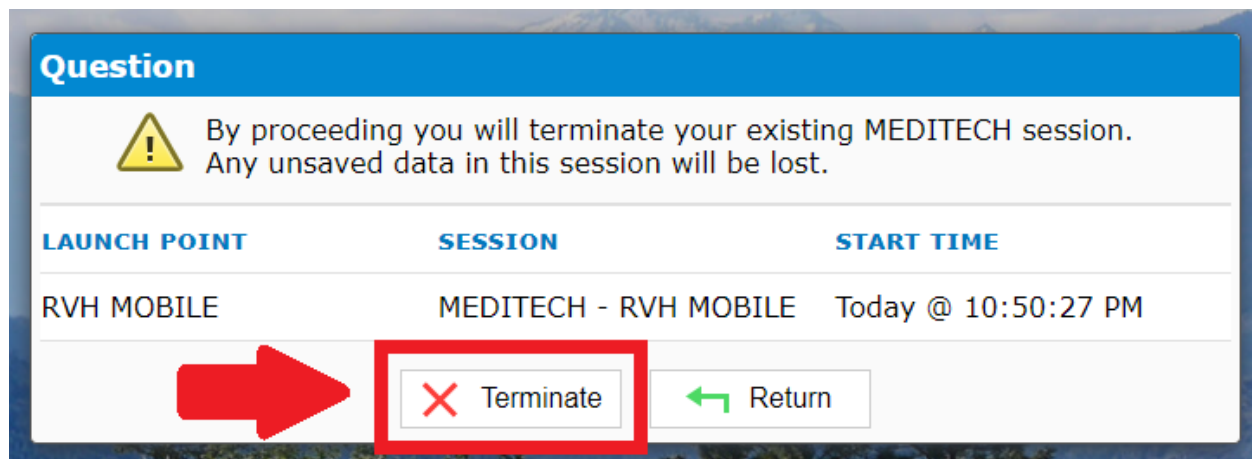 Question
By proceeding you will terminate your existing MEDITECH session.
Any unsaved data in this session will be lost.
LAUNCH POINT SESSION START TIME
RVH MOBILE MEDITECH - RVH MOBILE Today @ 10:50:27 PM
Terminate Return